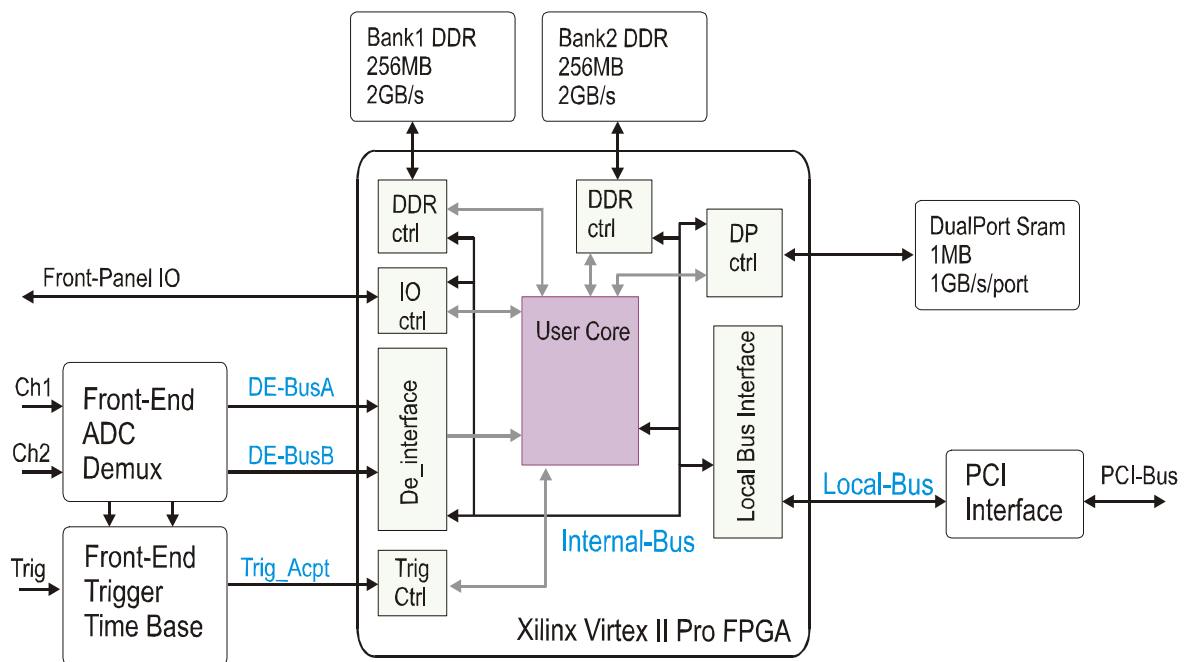 Bank1 DDR
256MB
2GB/s
Bank2 DDR
256MB
2GB/s
DDR
ctrl
DDR
ctrl
DP
ctrl
DualPort Sram
1MB
1GB/s/port
Front-Panel IO
IO
ctrl
User Core
Ch1
Ch2
Front-End
ADC
Demux
DE-BusA
DE-BusB
De_interface
Local Bus Interface
Local-Bus
PCI
Interface
PCI-Bus
Internal-Bus
Trig
Front-End
Trigger
Time Base
Trig_Acpt
Trig
Ctrl
Xilinx Virtex II Pro FPGA